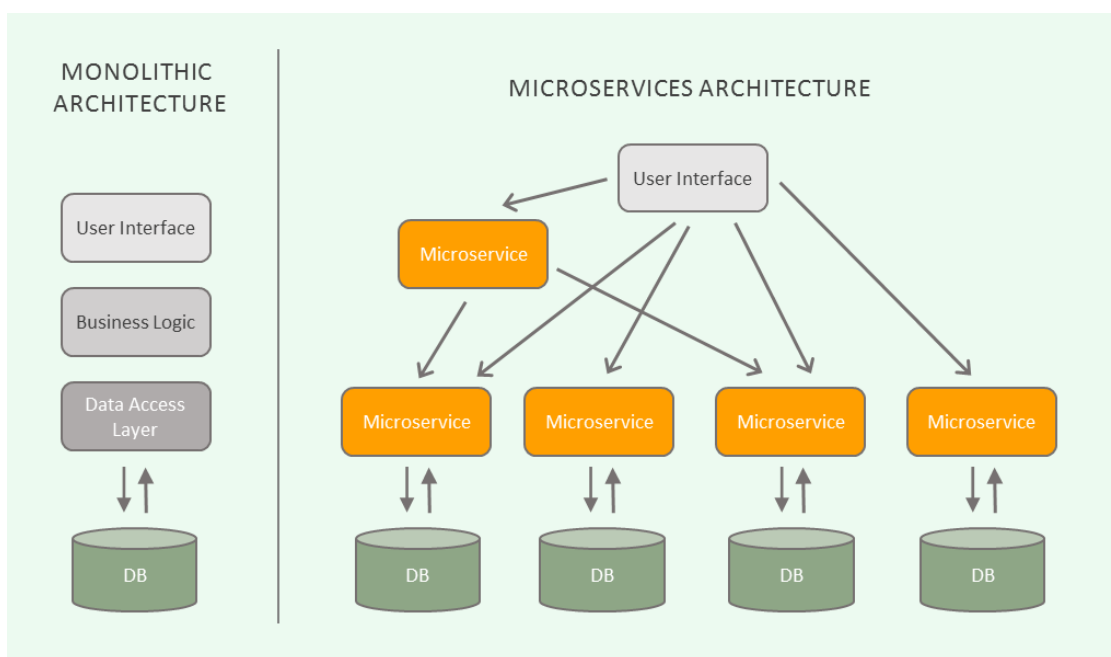 MONOLITHIC
ARCHITECTURE
User Interface
Business Logic
Data Access
Layer
DB
MICROSERVICES ARCHITECTURE
User Interface
Microservice
Microservice
Microservice
Microservice
Microservice
DB
DB
DB
DB